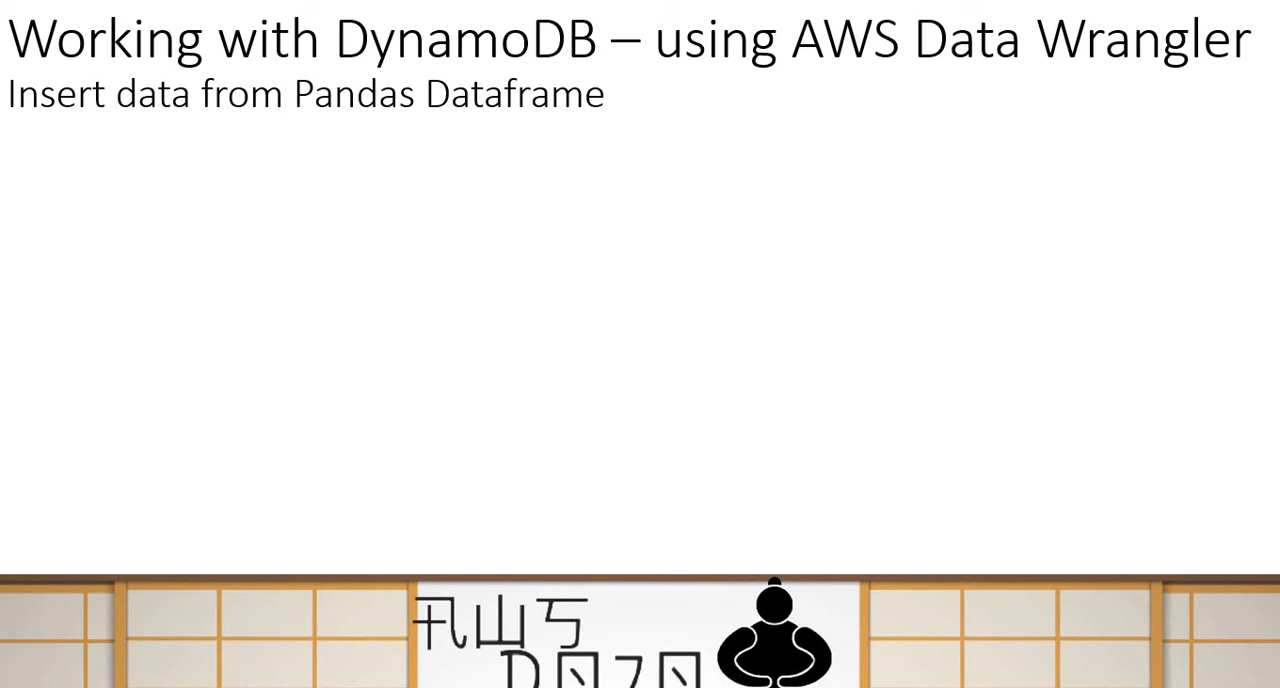 Working with DynamoDB – using AWS Data Wrangler
Insert data from Pandas Dataframe